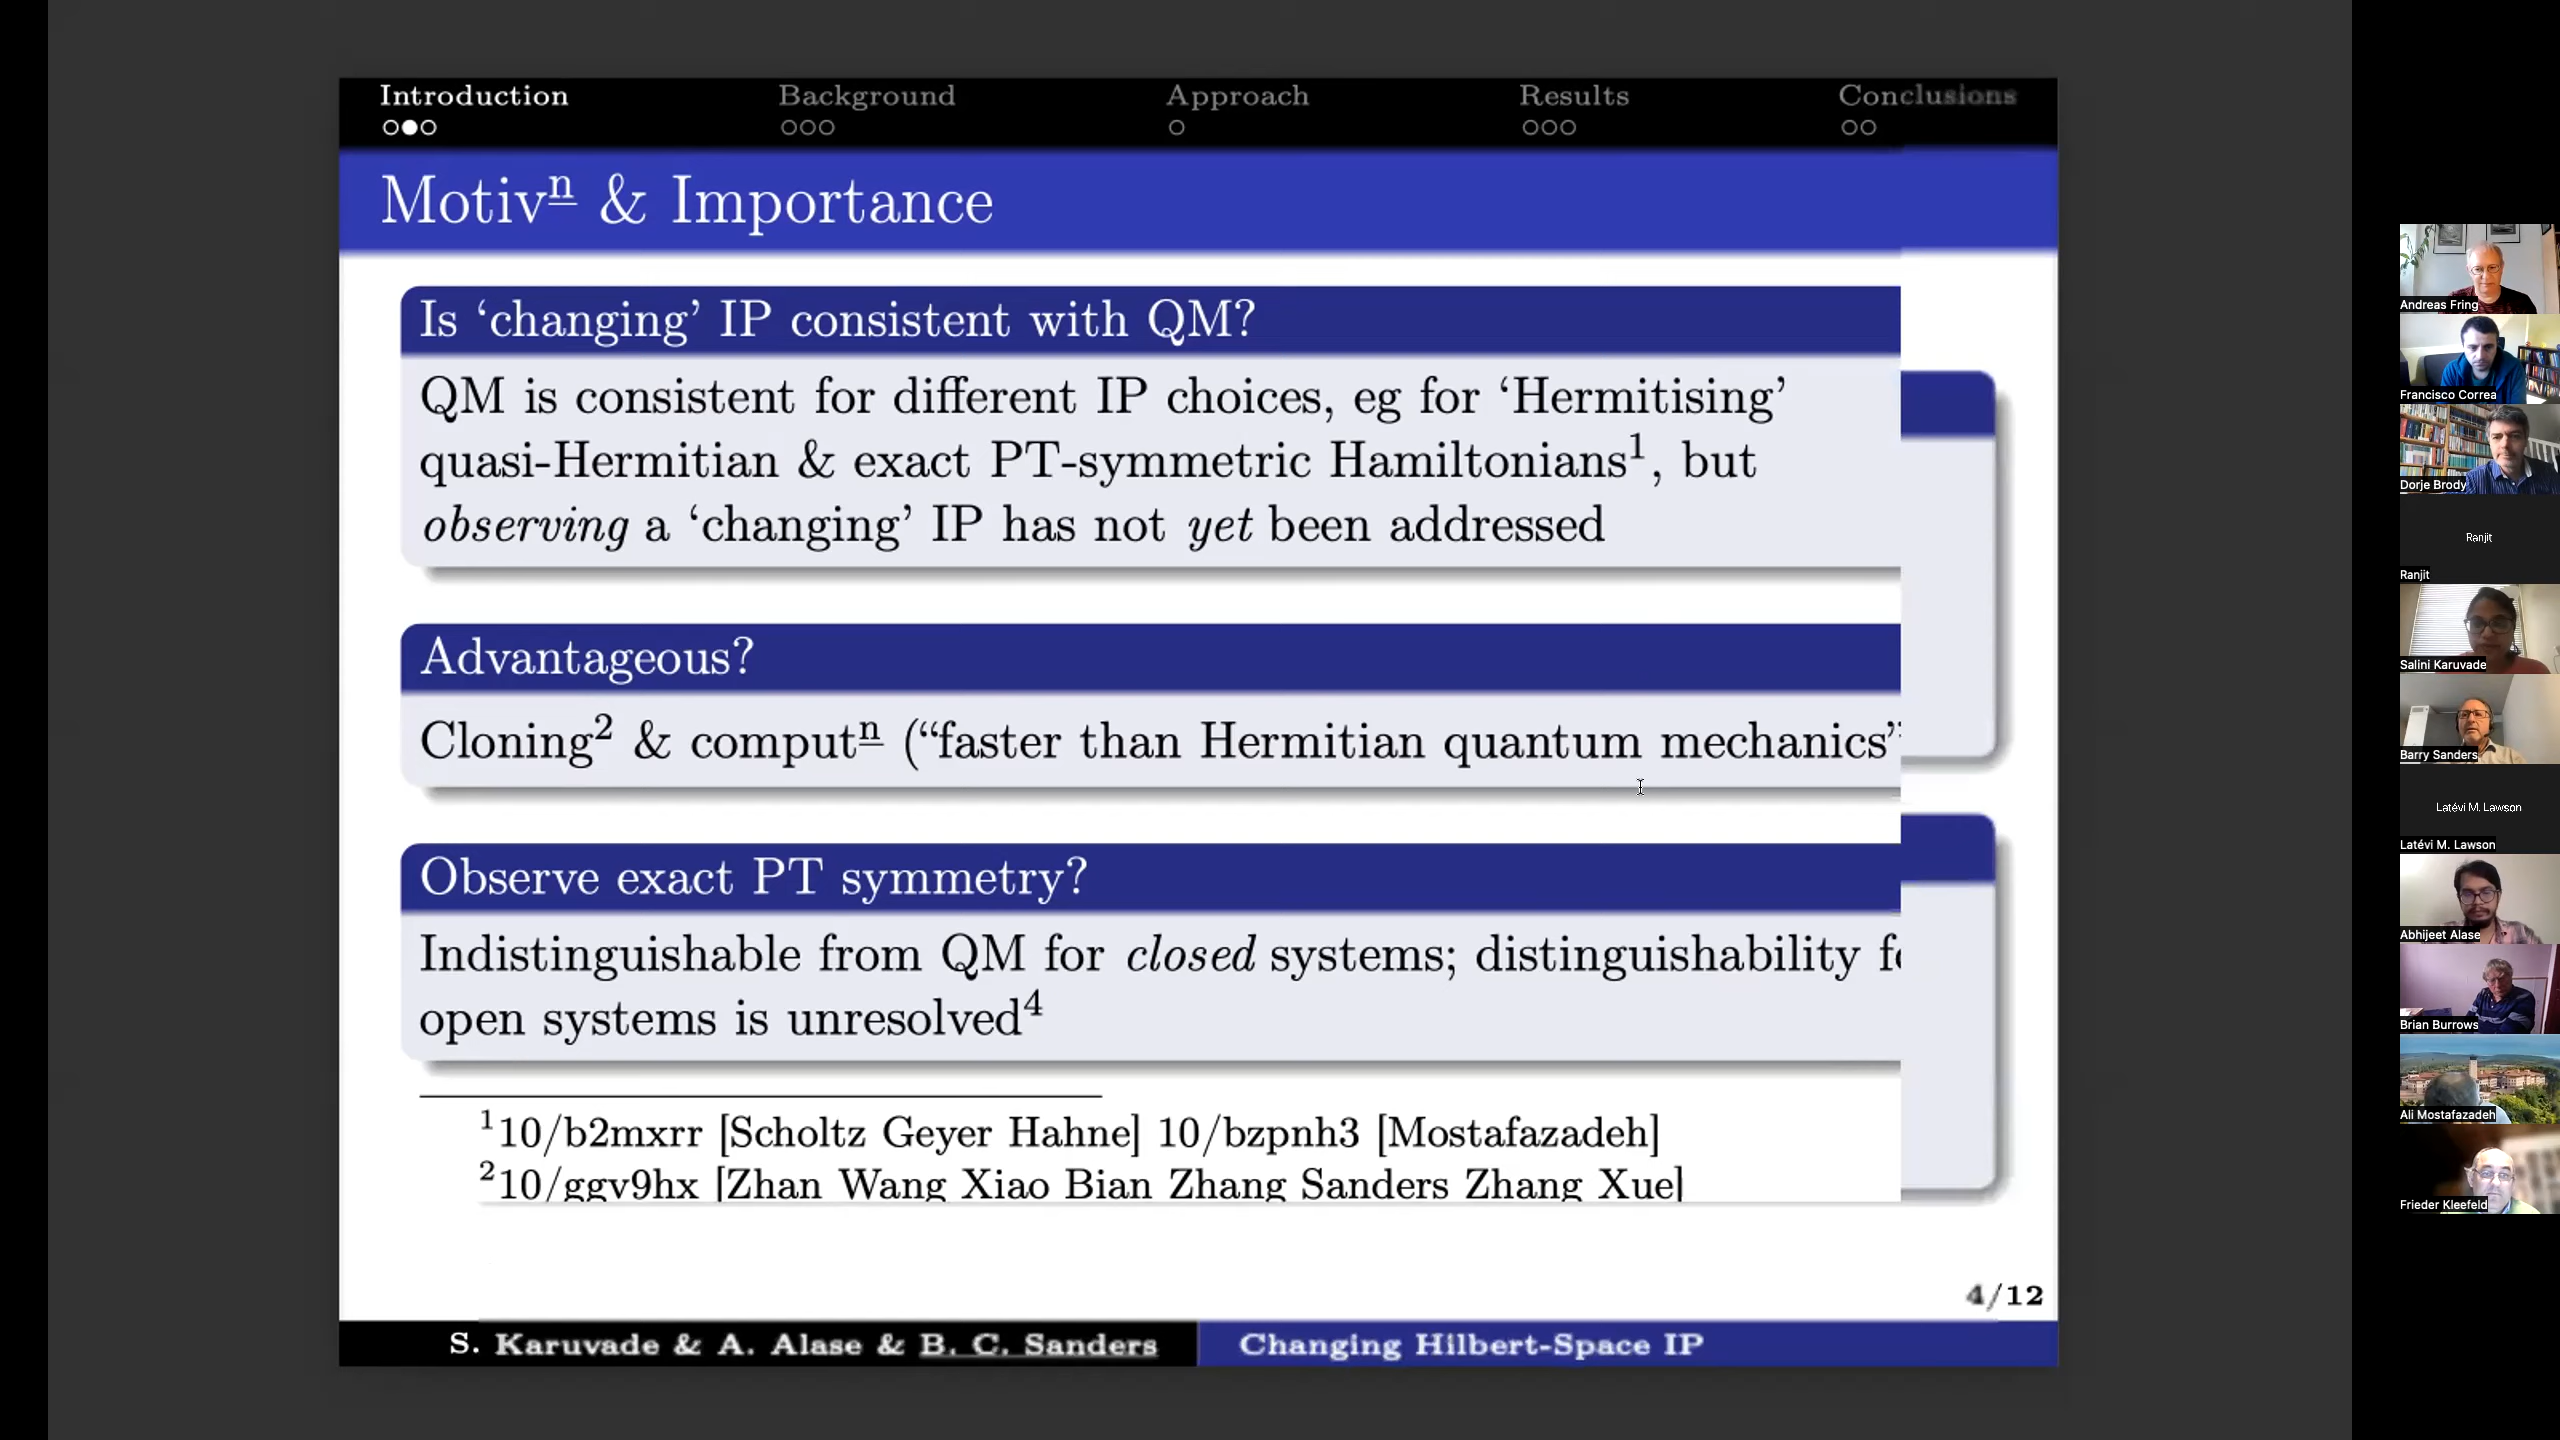 Introduction Background Approach Results Conclusions
Motivn & Importance
Is ‘changing’ IP consistent with QM?
QM is consistent for different IP choices, eg for ‘Hermitising’
quasi-Hermitian & exact PT-symmetric Hamiltonians1, but
observing a ‘changing’ IP has not yet been addressed
Advantageous?
Cloning2 & computn (“faster than Hermitian quantum mechanics”
Observe exact PT symmetry?
Indistinguishable from QM for closed systems; distinguishability
open systems is unresolved4
110/b2mxrr [Scholtz Geyer Hahne] 10/bzpnh3 [Mostafazadeh]
210/ggv9hx [Zhan Wang Xiao Bian Zhang Sanders Zhang Xue]
4/12
S. Karuvade & A. Alase & B. C. Sanders Changing Hilbert-Space IP
Andreas Fring
Francisco Correa
Dorje Brody
Ranjit
Ranjit
Salini Karuvade
Barry Sanders
Latévi M. Lawson
Latévi M. Lawson
Abhijeet Alase
Brian Burrows
Ali Mostafazadeh
Frieder Kleefeld